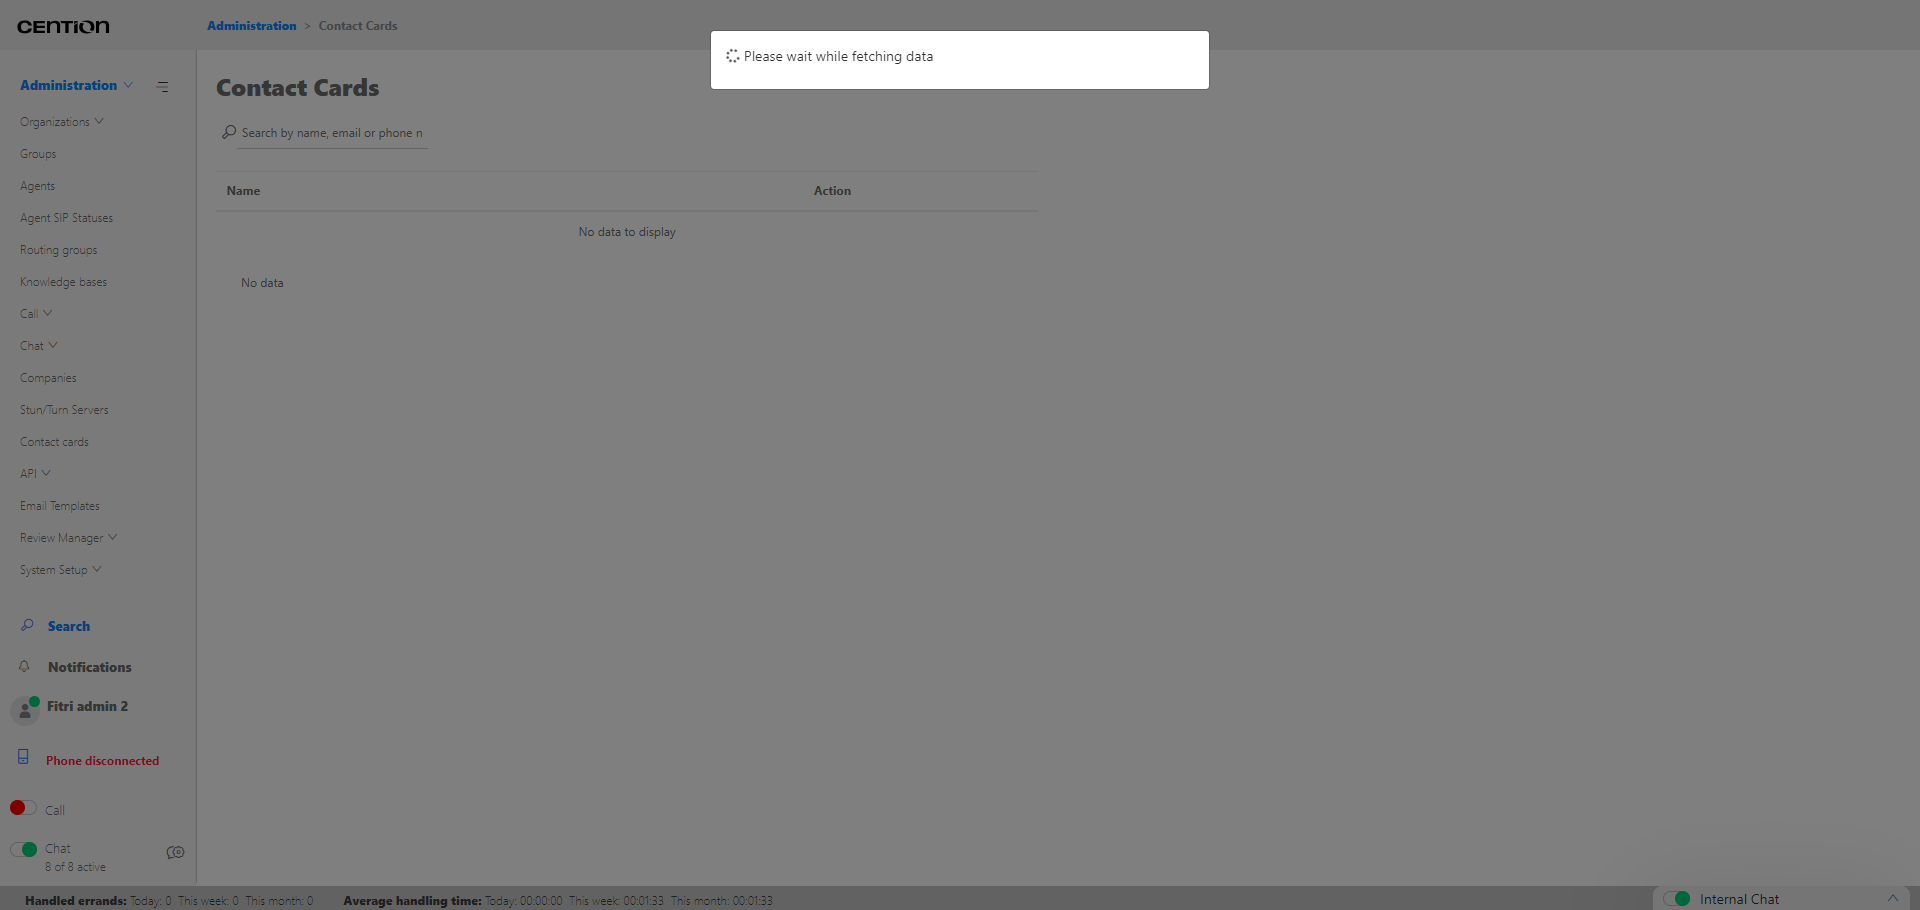 CENTION
Administration > Contact Cards
Please wait while fetching data
Administration
Contact Cards
Organizations
Search by name, email or phone n
Groups
Agents
Name Action
Agent SIP Statuses
No data to display
Routing groups
Knowledge bases
No data
Call
Chat
Companies
Stun/Turn Servers
Contact cards
API
Email Templates
Review Manager
System Setup
Search
Notifications
Fitri admin 2
Phone disconnected
Call
Chat
8 of 8 active
Handled errands: Today: 0 This week: 0 This month: 0 Average handling time: Today: 00:00:00 This week: 00:01:33 This month: 00:01:33
Internal Chat